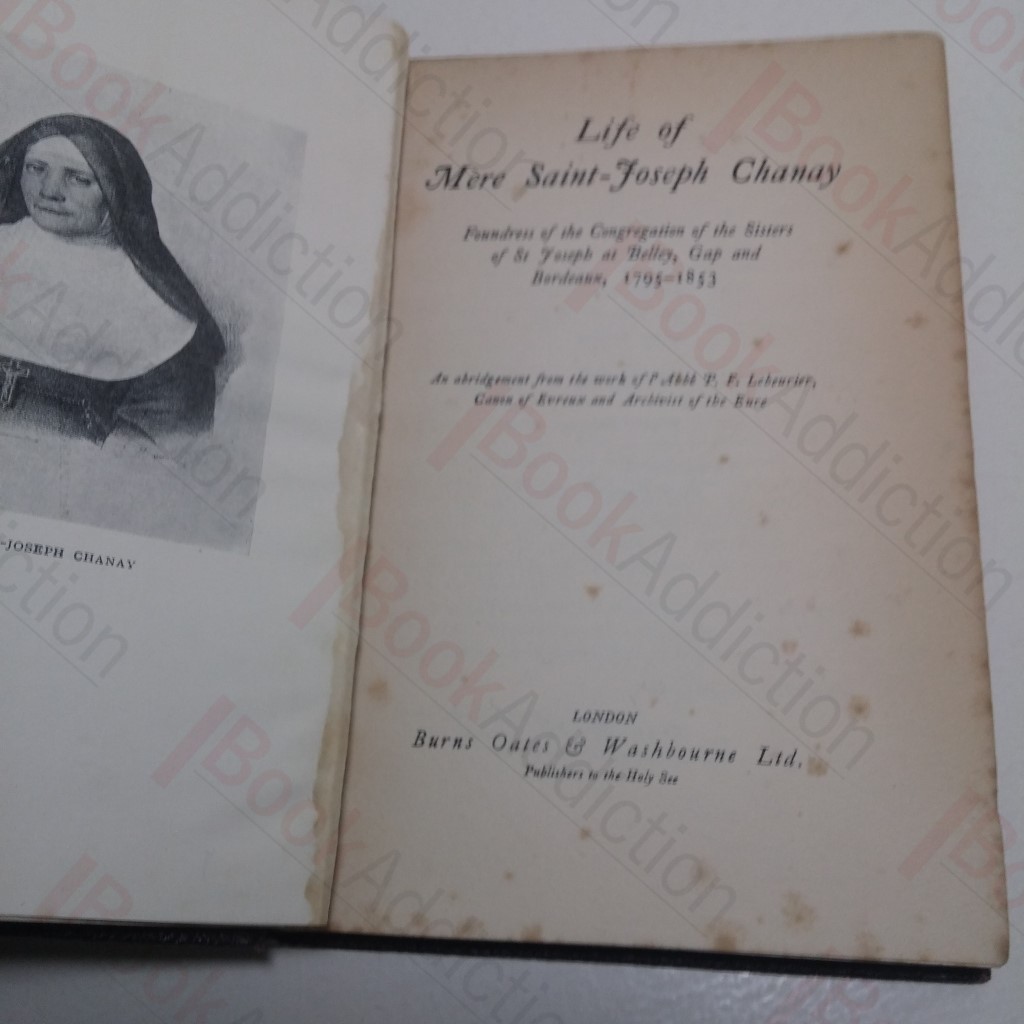 -JOSEPH CHANAY
Life of
Mère Saint-Joseph Chanay
Foundress of the Congregation of the Sisters
of St Joseph at Belley, Gap and
Bordeaux, 1795-1853
An abridgement from the work of l'Abbé P. F. Lebeurier,
Canon of Evreux and Archivist of the Eure
LONDON
Burns Oates & Washbourne Ltd.
Publishers to the Holy See
BookAddiction